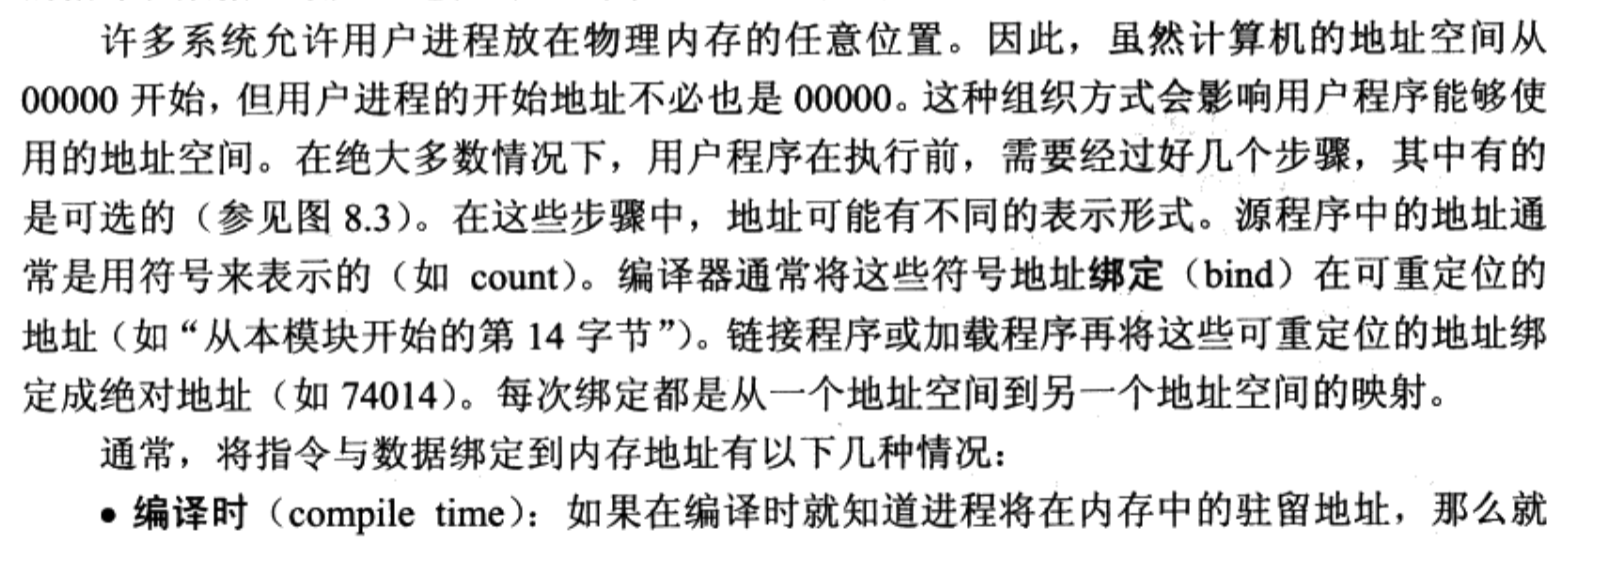 许多系统允许用户进程放在物理内存的任意位置。因此，虽然计算机的地址空间从
00000 开始，但用户进程的开始地址不必也是 00000。这种组织方式会影响用户程序能够使
用的地址空间。在绝大多数情况下，用户程序在执行前，需要经过好几个步骤，其中有的
是可选的（参见图 8.3）。在这些步骤中，地址可能有不同的表示形式。源程序中的地址通
常是用符号来表示的（如 count）。编译器通常将这些符号地址绑定（bind）在可重定位的
地址（如“从本模块开始的第 14 字节”）。链接程序或加载程序再将这些可重定位的地址绑
定成绝对地址（如 74014）。每次绑定都是从一个地址空间到另一个地址空间的映射。
通常，将指令与数据绑定到内存地址有以下几种情况：
• 编译时（compile time）：如果在编译时就知道进程将在内存中的驻留地址，那么就